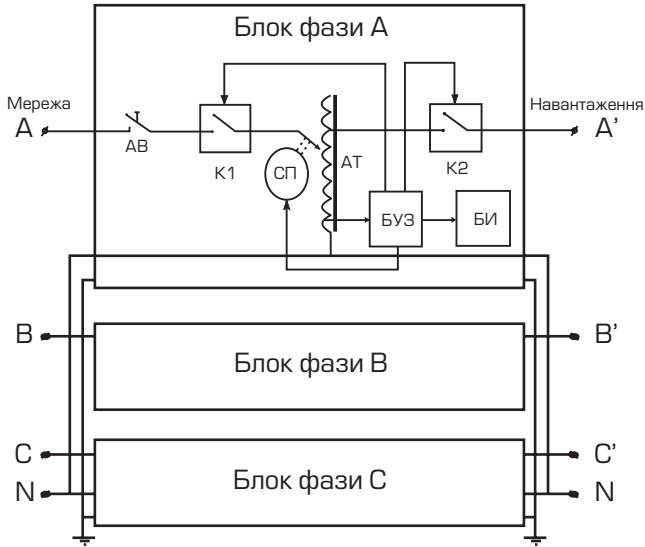 Блок фази А
Мережа
А
АВ
К1
СП
АТ
К2
Навантаження
А'
БУЗ
БИ
В
Блок фази В
В'
С
Блок фази С
С'
N
N